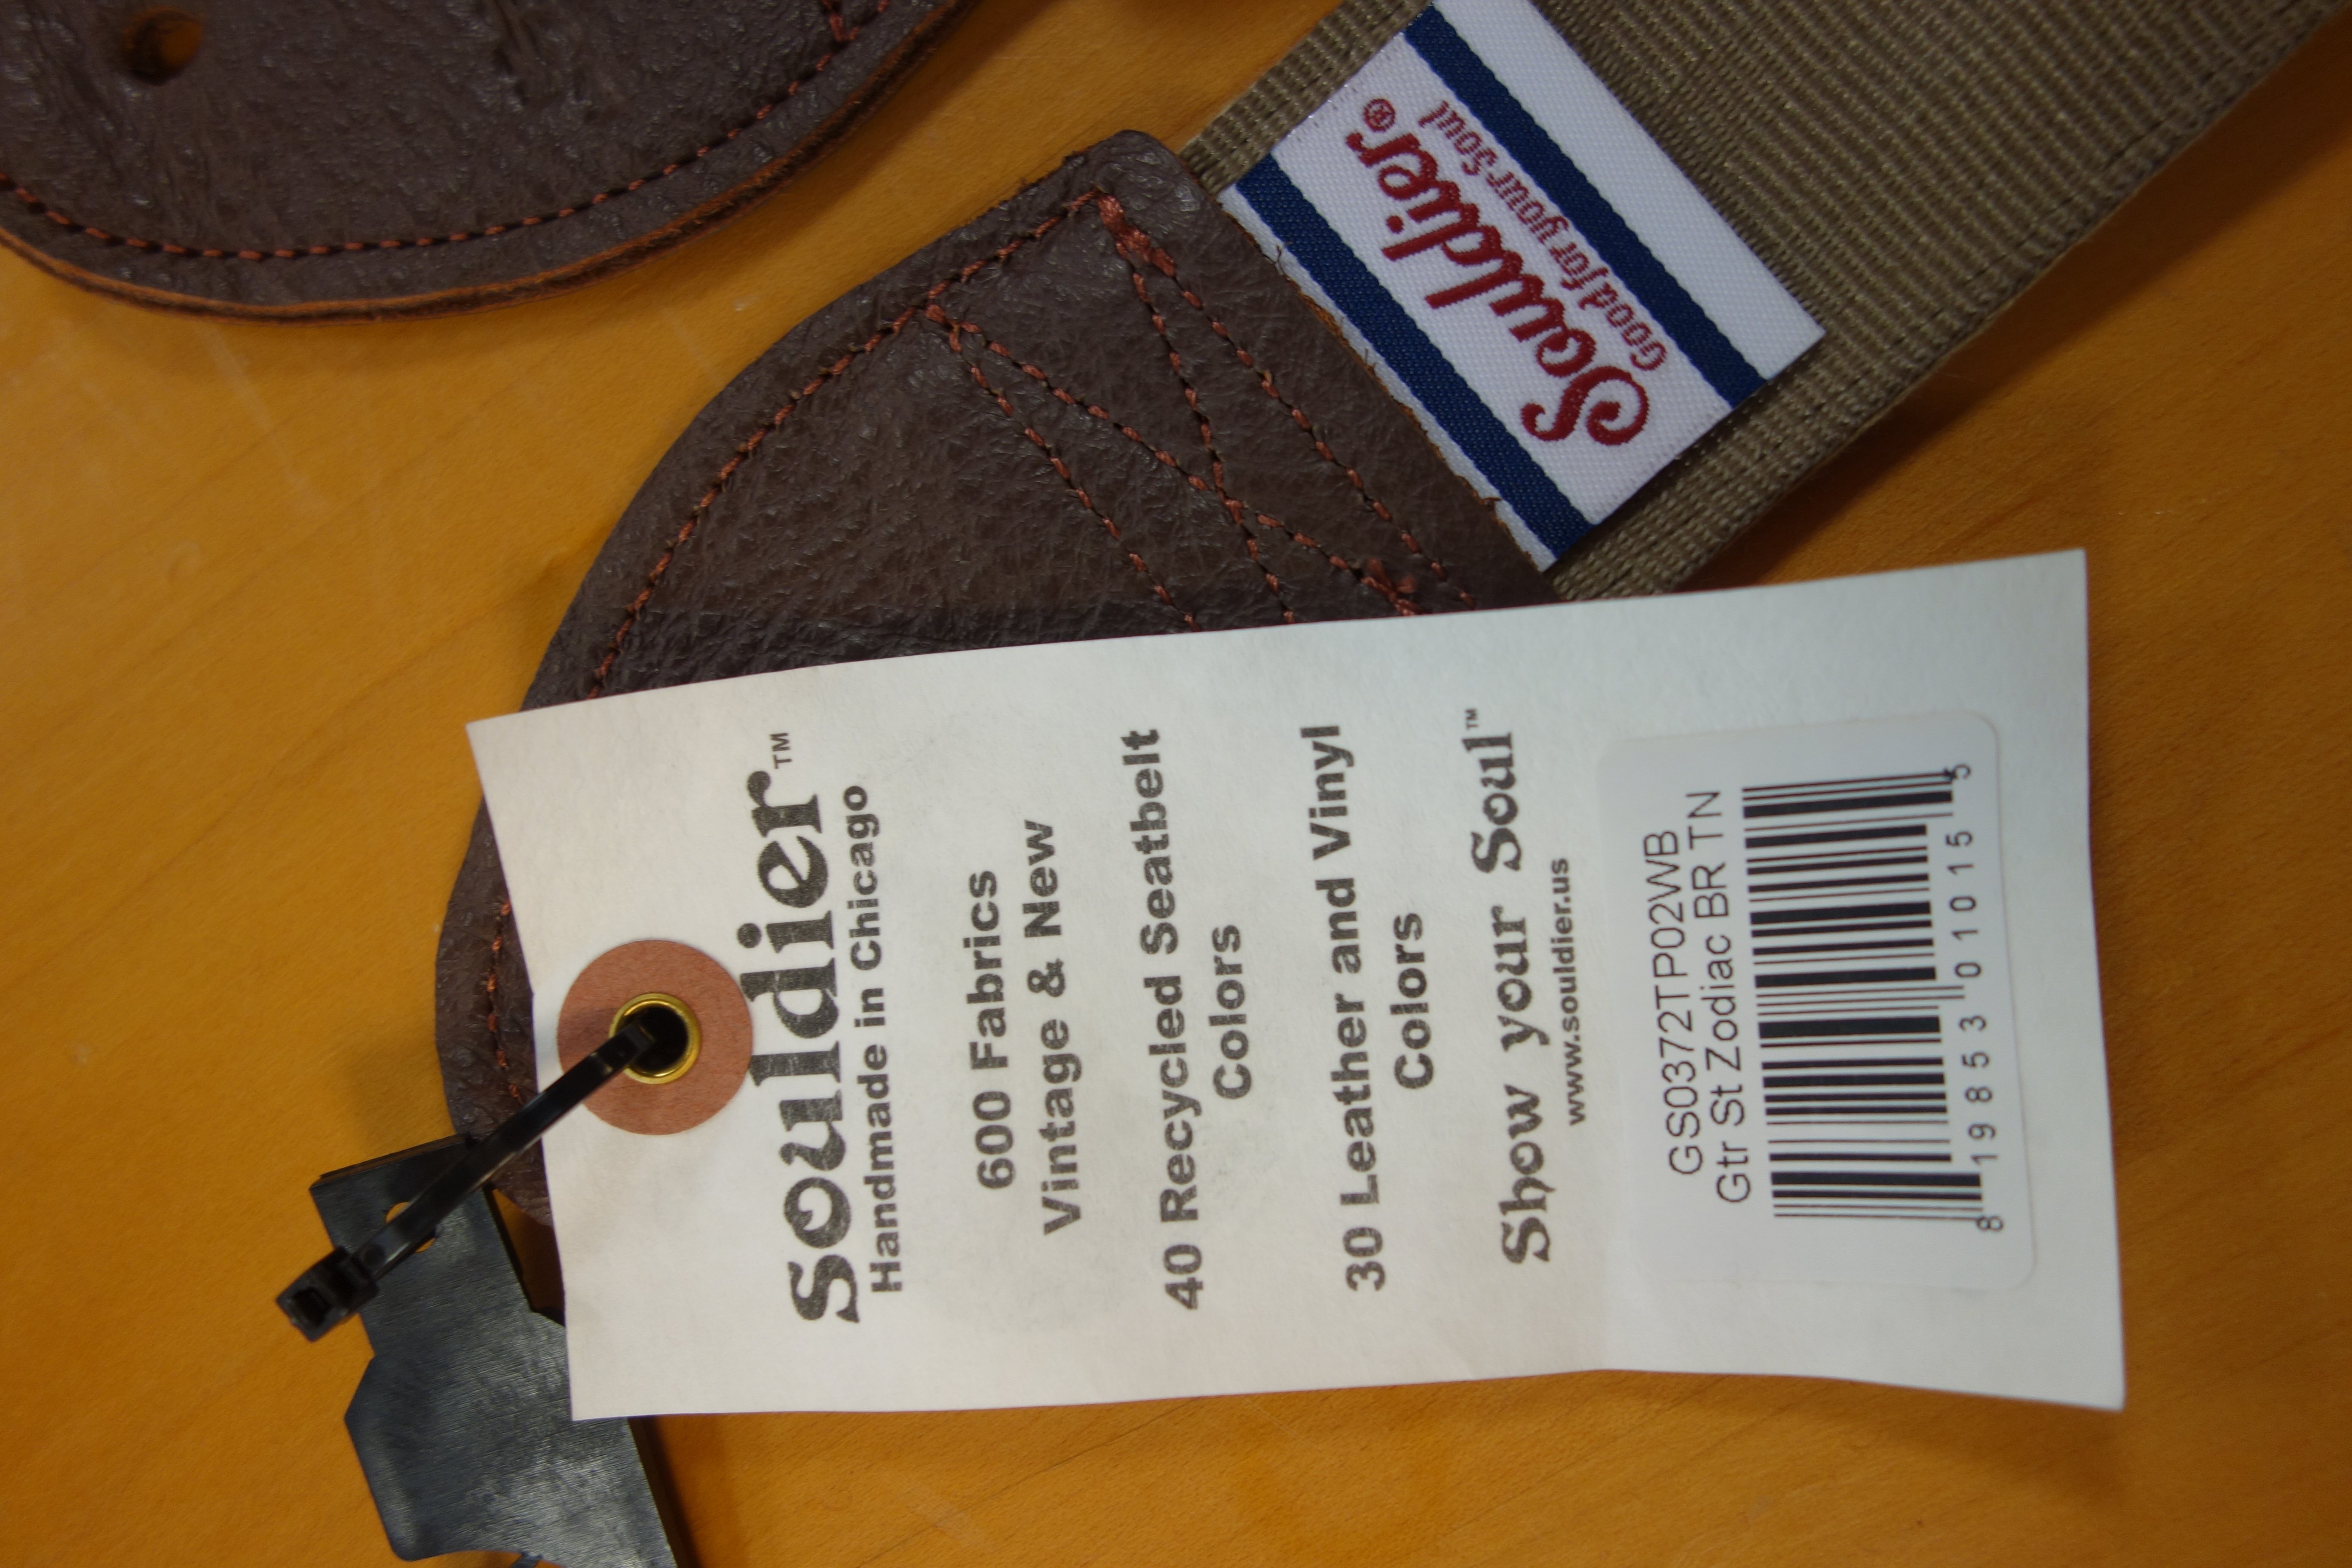 Souldier®
Good for your Soul
Souldier™
Handmade in Chicago
600 Fabrics
Vintage & New
40 Recycled Seatbelt
Colors
30 Leather and Vinyl
Colors
Show your Soul™
www.souldier.us
GS0372TP02WB
Gtr St Zodiac BR TN
8 19853 01015 5